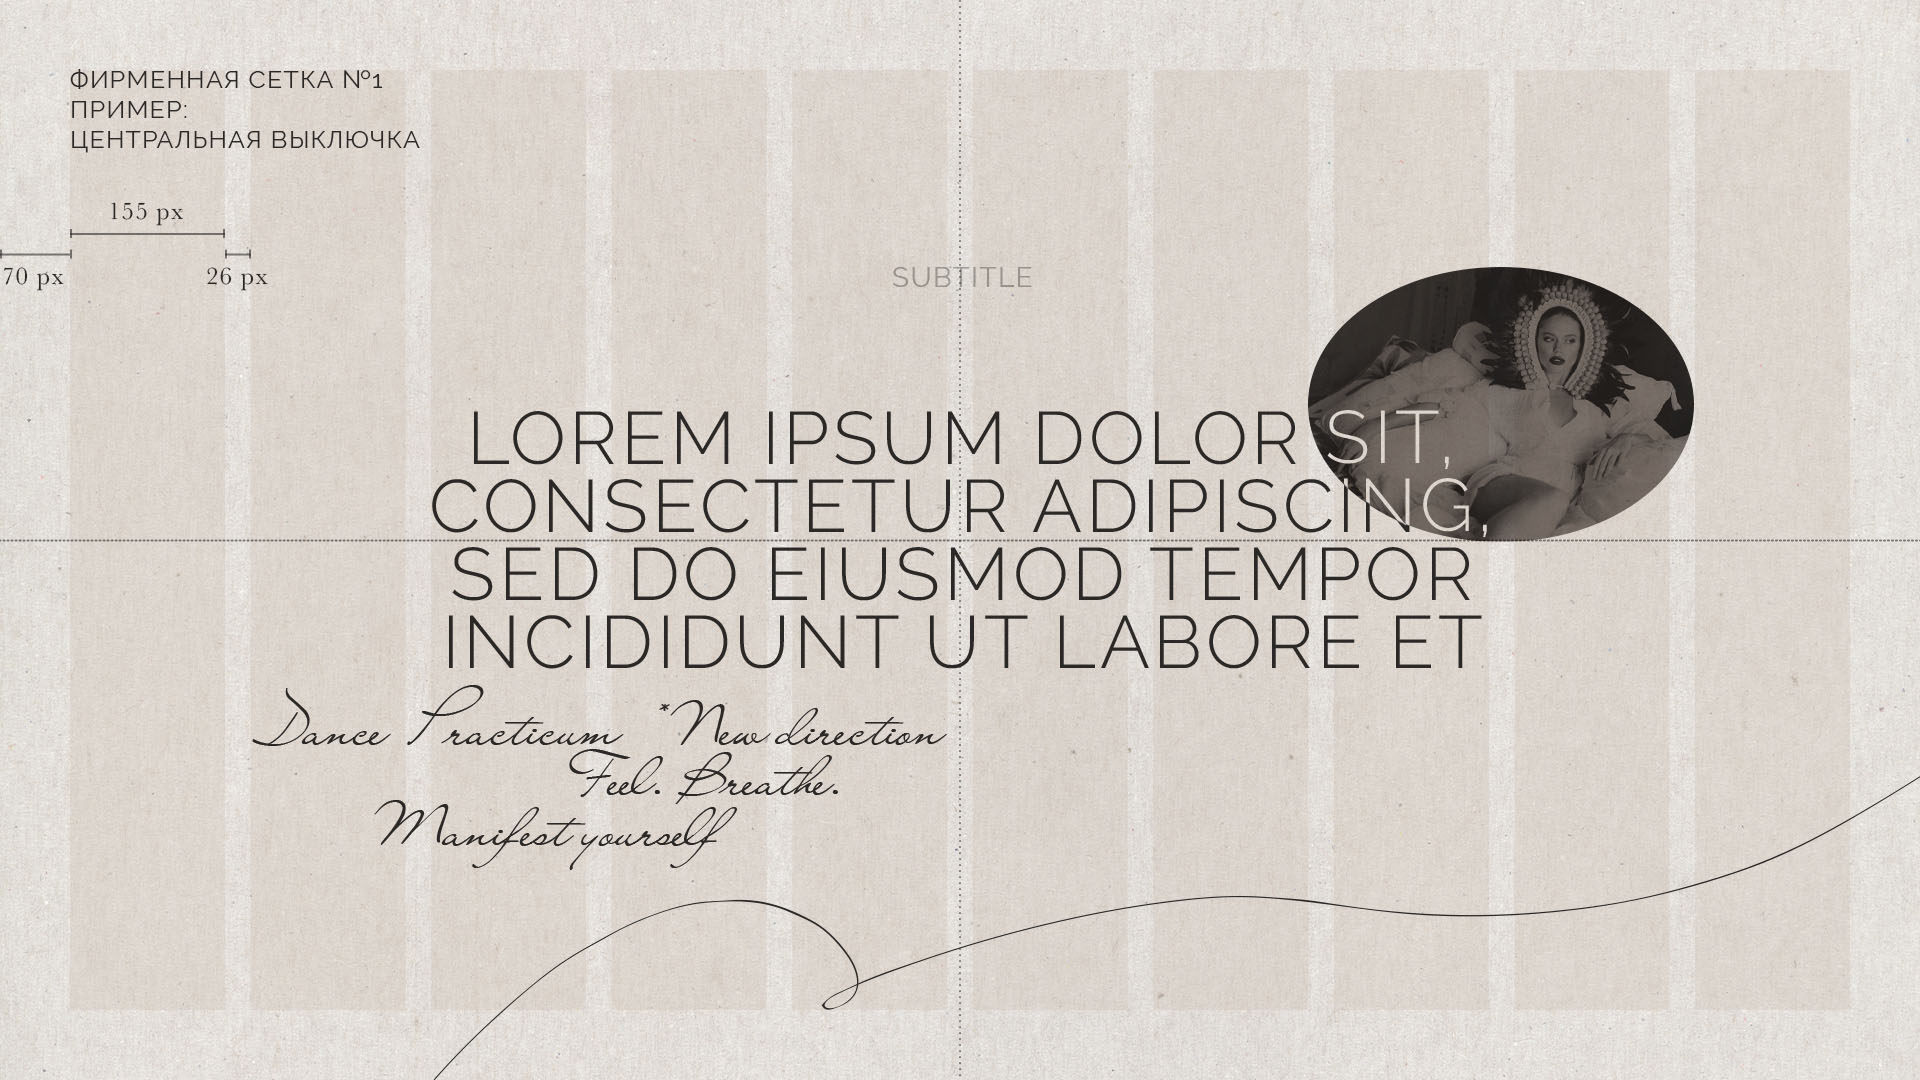 ФИРМЕННАЯ СЕТКА №1
ПРИМЕР:
ЦЕНТРАЛЬНАЯ ВЫКЛЮЧКА
155 px
70 px
26 px
SUBTITLE
LOREM IPSUM DOLOR SIT,
CONSECTETUR ADIPISCING,
SED DO EIUSMOD TEMPOR
INCIDIDUNT UT LABORE ET
Dance Practicum *New direction
Feel. Breathe.
Manifest yourself